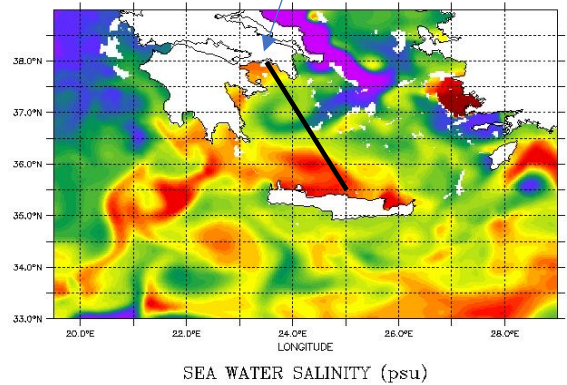 38.0°N
37.0°N
36.0°N
35.0°N
34.0°N
33.0°N
20.0°E 22.0°E 24.0°E 26.0°E 28.0°E
LONGITUDE
SEA WATER SALINITY (psu)